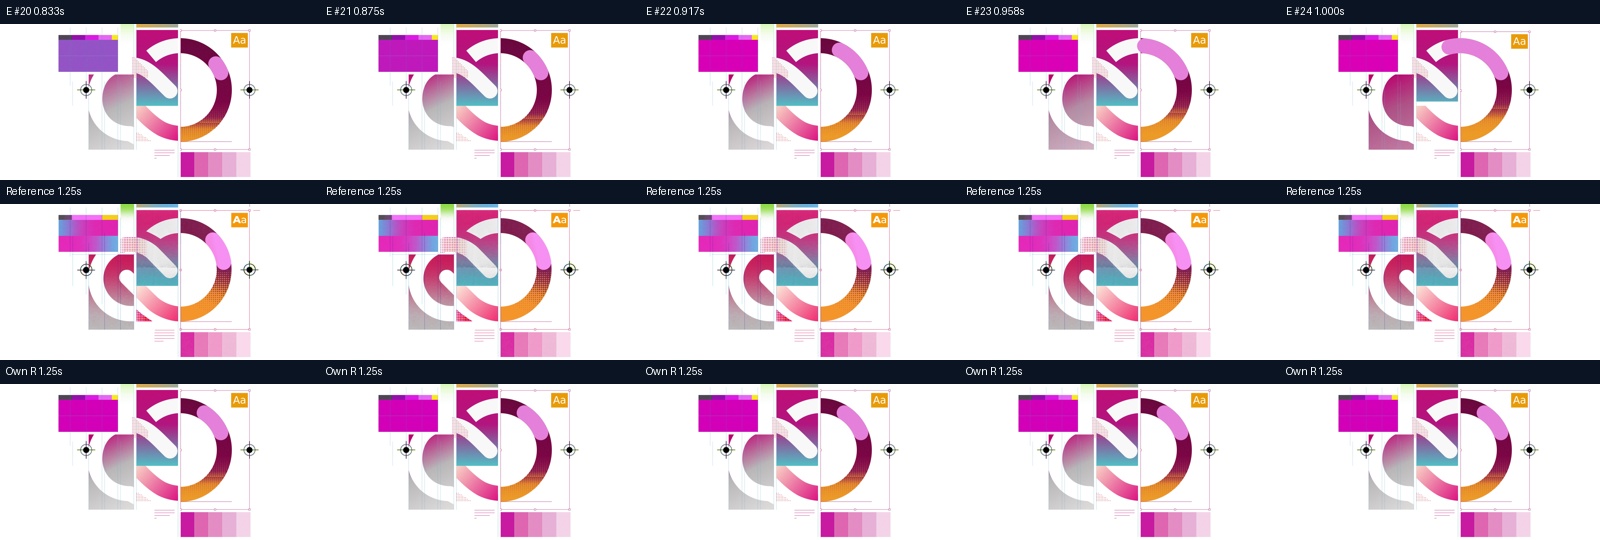 E #20 0.833s
E #21 0.875s
E #22 0.917s
E #23 0.958s
E #24 1.000s
Aa
Aa
Aa
Aa
Aa
Reference 1.25s
Reference 1.25s
Reference 1.25s
Reference 1.25s
Reference 1.25s
Aa
Aa
Aa
Aa
Aa
Own R 1.25s
Own R 1.25s
Own R 1.25s
Own R 1.25s
Own R 1.25s
Aa
Aa
Aa
Aa
Aa